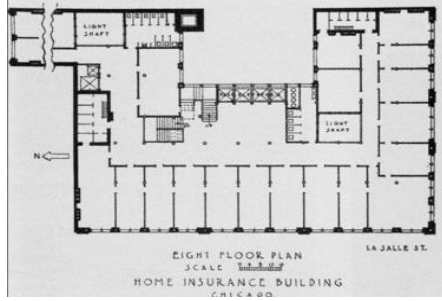 LIGHT
SHAFT
LIGHT
SHAFT
N
LA SALLE ST.
EIGHT FLOOR PLAN
SCALE
HOME INSURANCE BUILDING
CHICAGO.